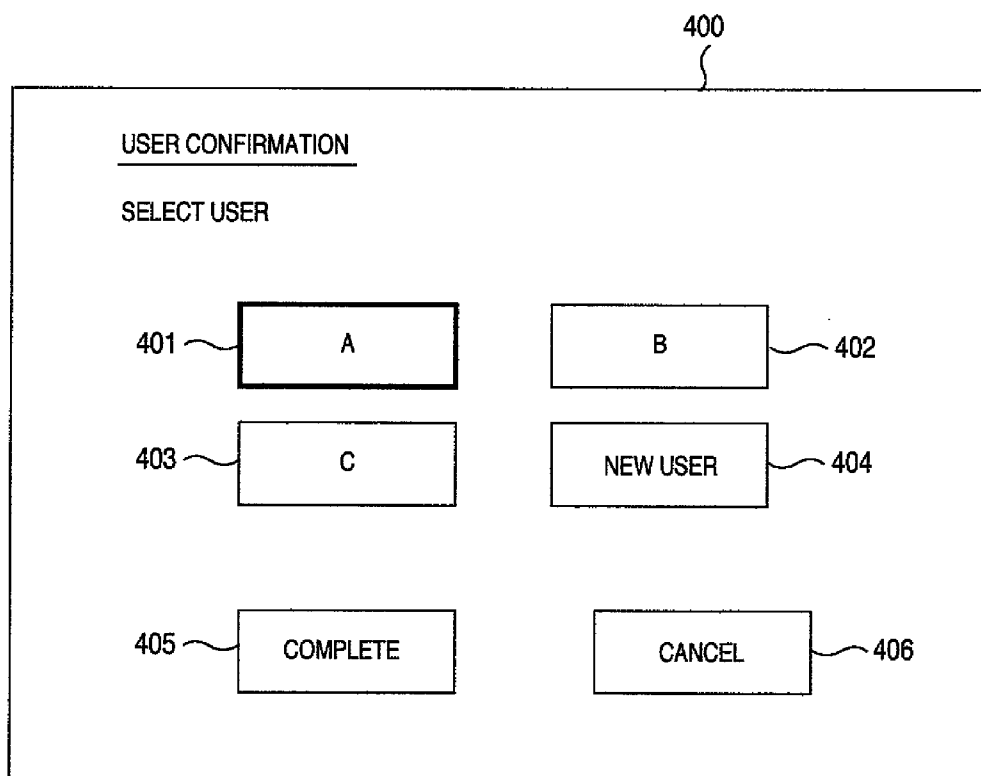 400
USER CONFIRMATION
SELECT USER
401 A B 402
403 C NEW USER 404
405 COMPLETE CANCEL 406